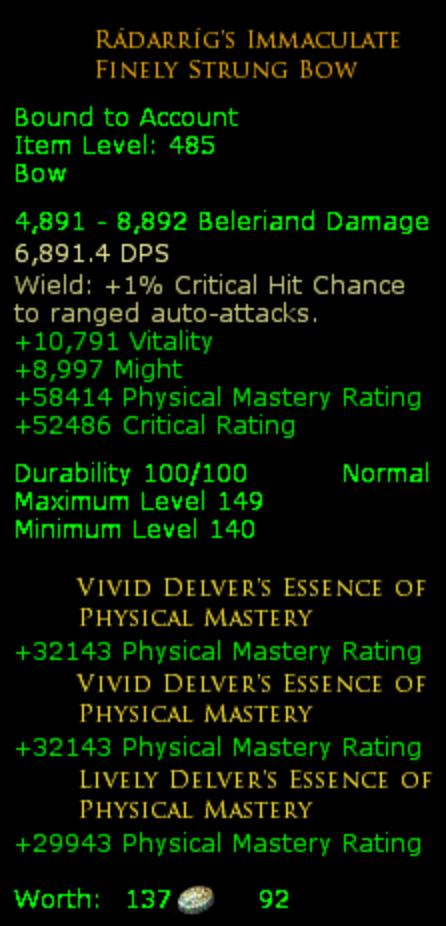 RÁDARRÍG'S IMMACULATE
FINELY STRUNG BOW
Bound to Account
Item Level: 485
Bow
4,891 - 8,892 Beleriand Damage
6,891.4 DPS
Wield: +1% Critical Hit Chance
to ranged auto-attacks.
+10,791 Vitality
+8,997 Might
+58414 Physical Mastery Rating
+52486 Critical Rating
Durability 100/100 Normal
Maximum Level 149
Minimum Level 140
VIVID DELVER'S ESSENCE OF
PHYSICAL MASTERY
+32143 Physical Mastery Rating
VIVID DELVER'S ESSENCE OF
PHYSICAL MASTERY
+32143 Physical Mastery Rating
LIVELY DELVER'S ESSENCE OF
PHYSICAL MASTERY
+29943 Physical Mastery Rating
Worth: 137 92